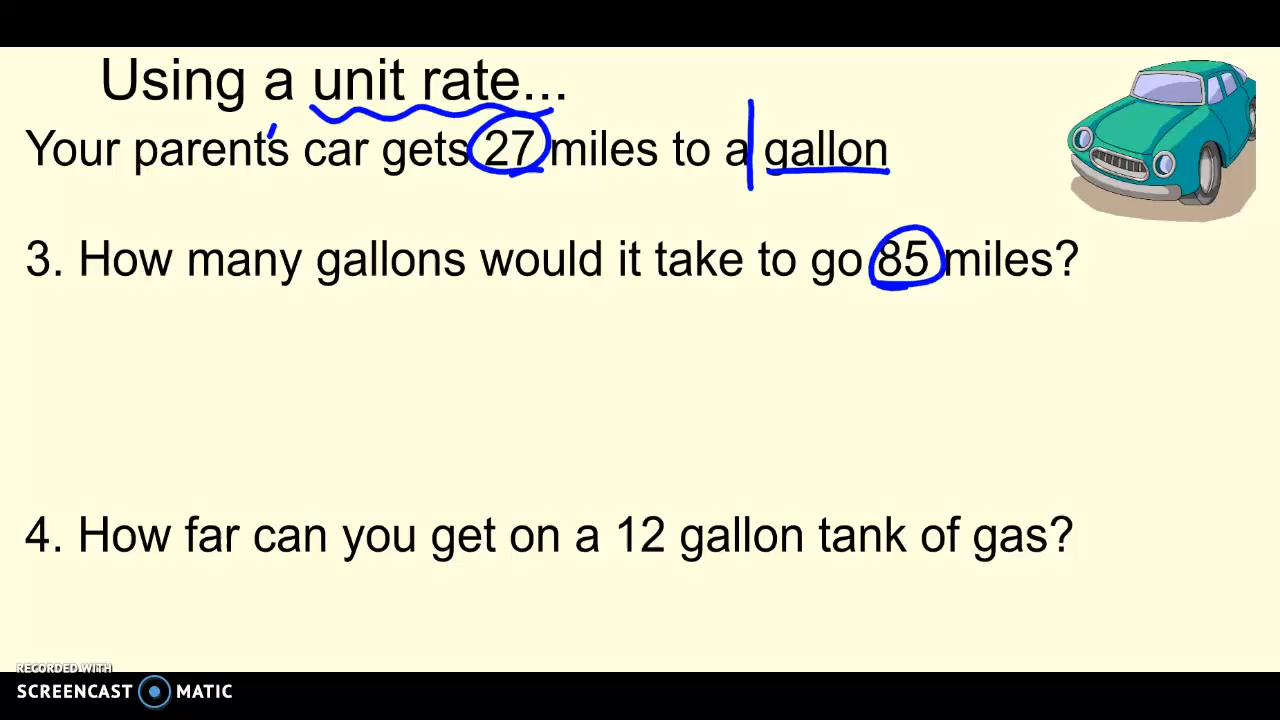 Using a unit rate...
Your parent's car gets 27 miles to a gallon
3. How many gallons would it take to go 85 miles?
4. How far can you get on a 12 gallon tank of gas?
RECORDED WITH
SCREENCAST MATIC